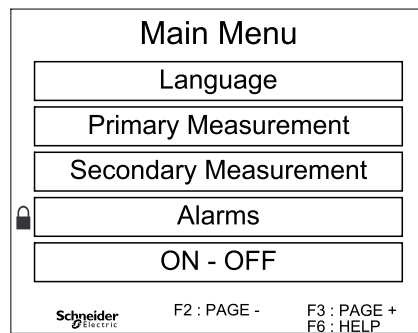 Main Menu
Language
Primary Measurement
Secondary Measurement
Alarms
ON - OFF
Schneider Electric
F2 : PAGE -
F3 : PAGE +
F6 : HELP